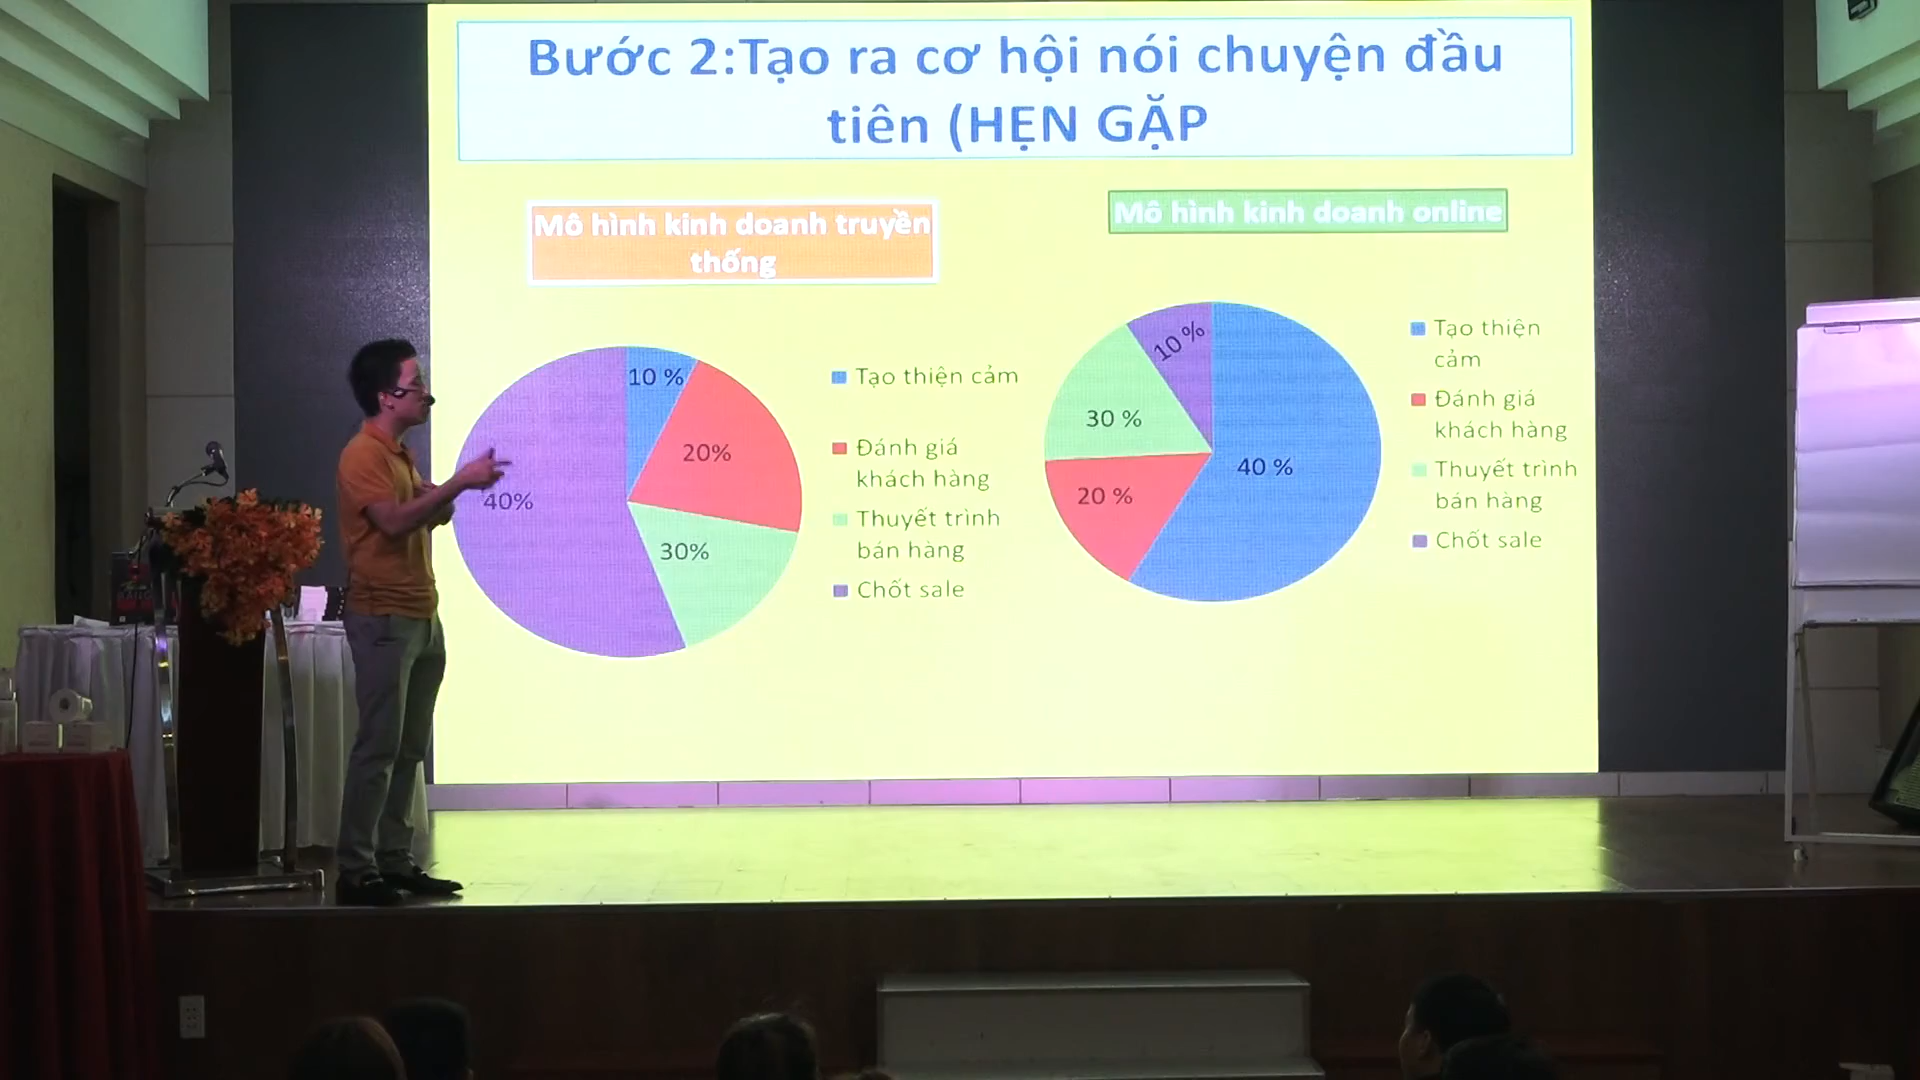 Bước 2:Tạo ra cơ hội nói chuyện đầu
tiên (HẸN GẶP
Mô hình kinh doanh truyền
thống
10 %
20%
30%
40%
Tạo thiện cảm
Đánh giá
khách hàng
Thuyết trình
bán hàng
Chốt sale
Mô hình kinh doanh online
10 %
30 %
20 %
40 %
Tạo thiện
cảm
Đánh giá
khách hàng
Thuyết trình
bán hàng
Chốt sale